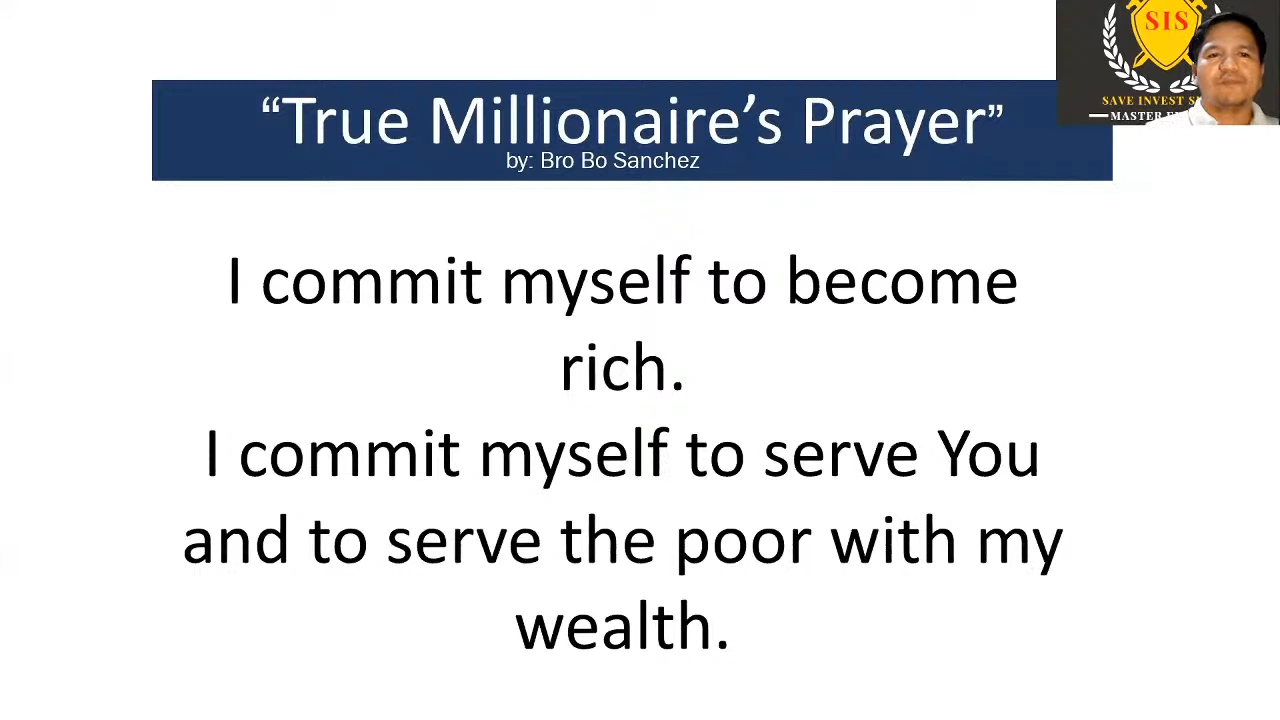 SIS
SAVE INVEST
MASTER
“True Millionaire’s Prayer”
by: Bro Bo Sanchez
I commit myself to become
rich.
I commit myself to serve You
and to serve the poor with my
wealth.